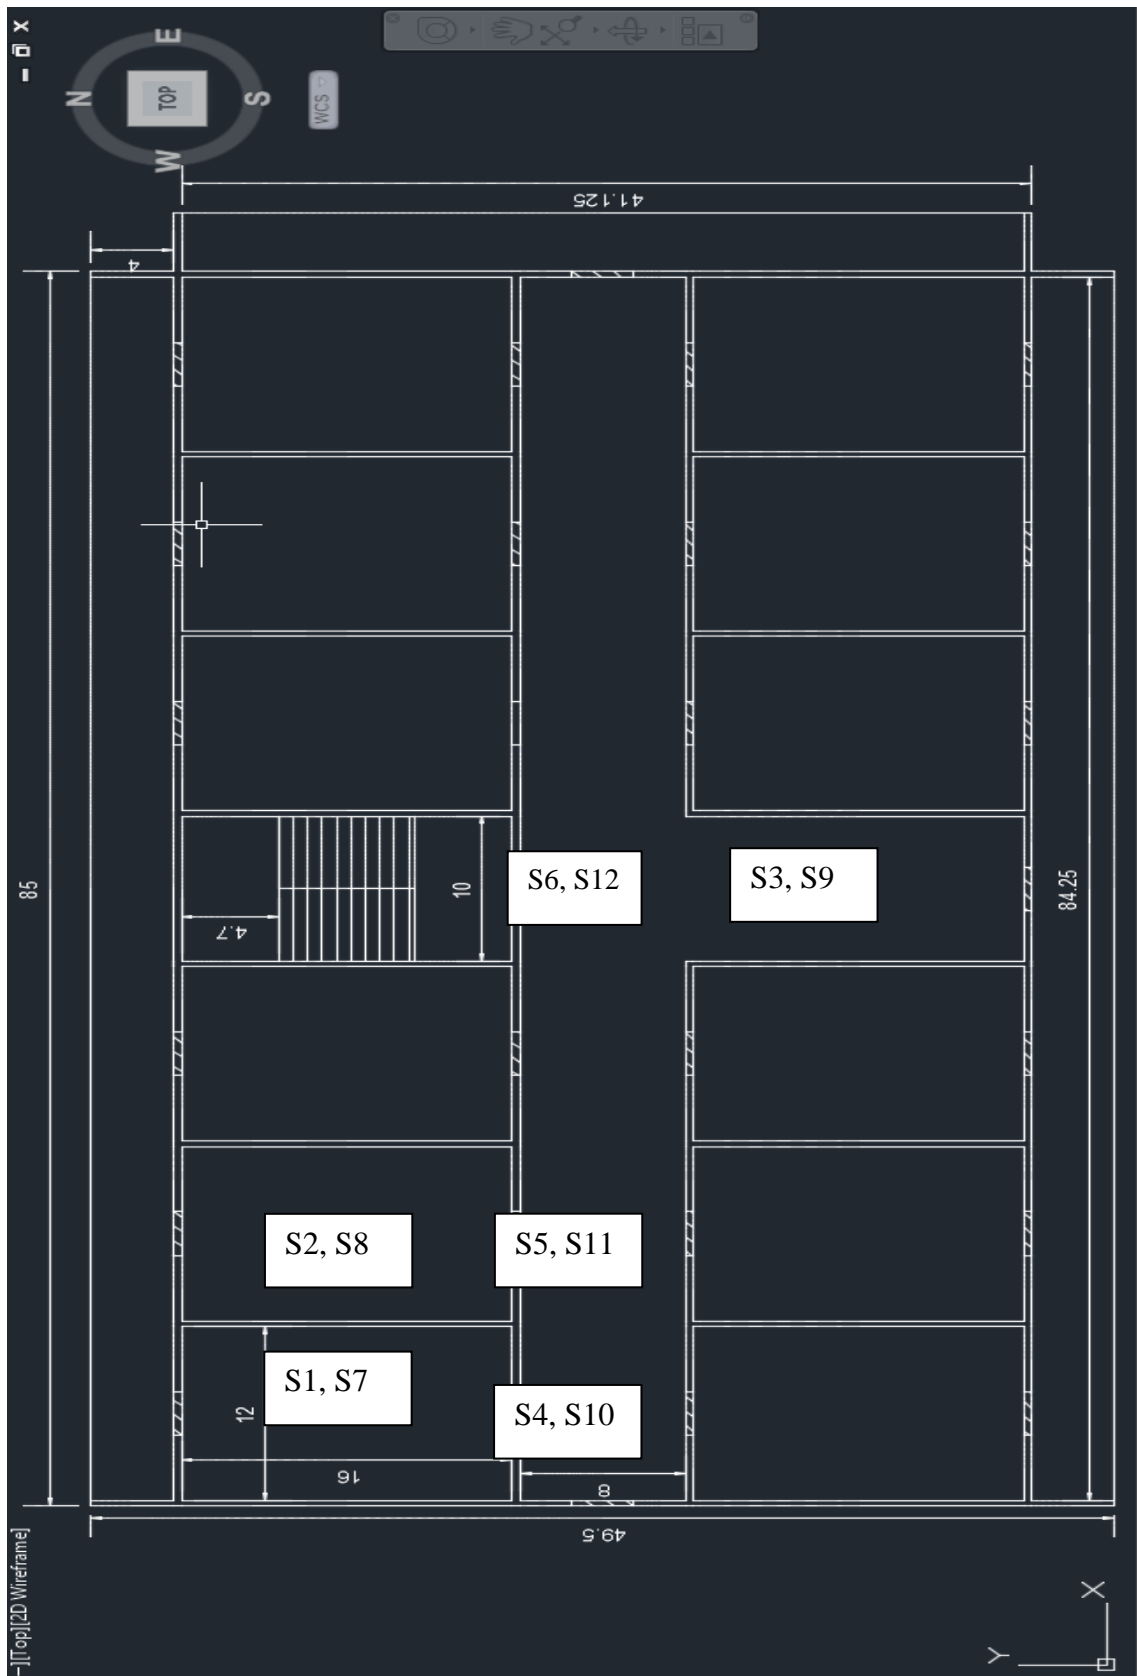 E
N
TOP
S
W
WCS
41.125
4
85
84.25
10
4.7
S6, S12
S3, S9
S2, S8
S5, S11
S1, S7
S4, S10
12
16
8
49.5
-][Top][2D Wireframe]
X
Y